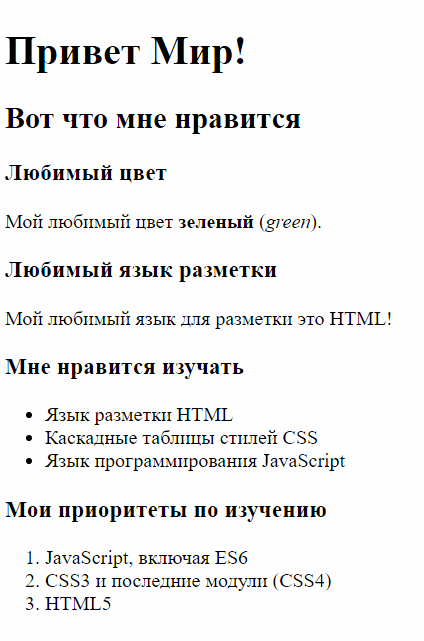 Привет Мир!
Вот что мне нравится
Любимый цвет
Мой любимый цвет зеленый (green).
Любимый язык разметки
Мой любимый язык для разметки это HTML!
Мне нравится изучать
• Язык разметки HTML
• Каскадные таблицы стилей CSS
• Язык программирования JavaScript
Мои приоритеты по изучению
1. JavaScript, включая ES6
2. CSS3 и последние модули (CSS4)
3. HTML5